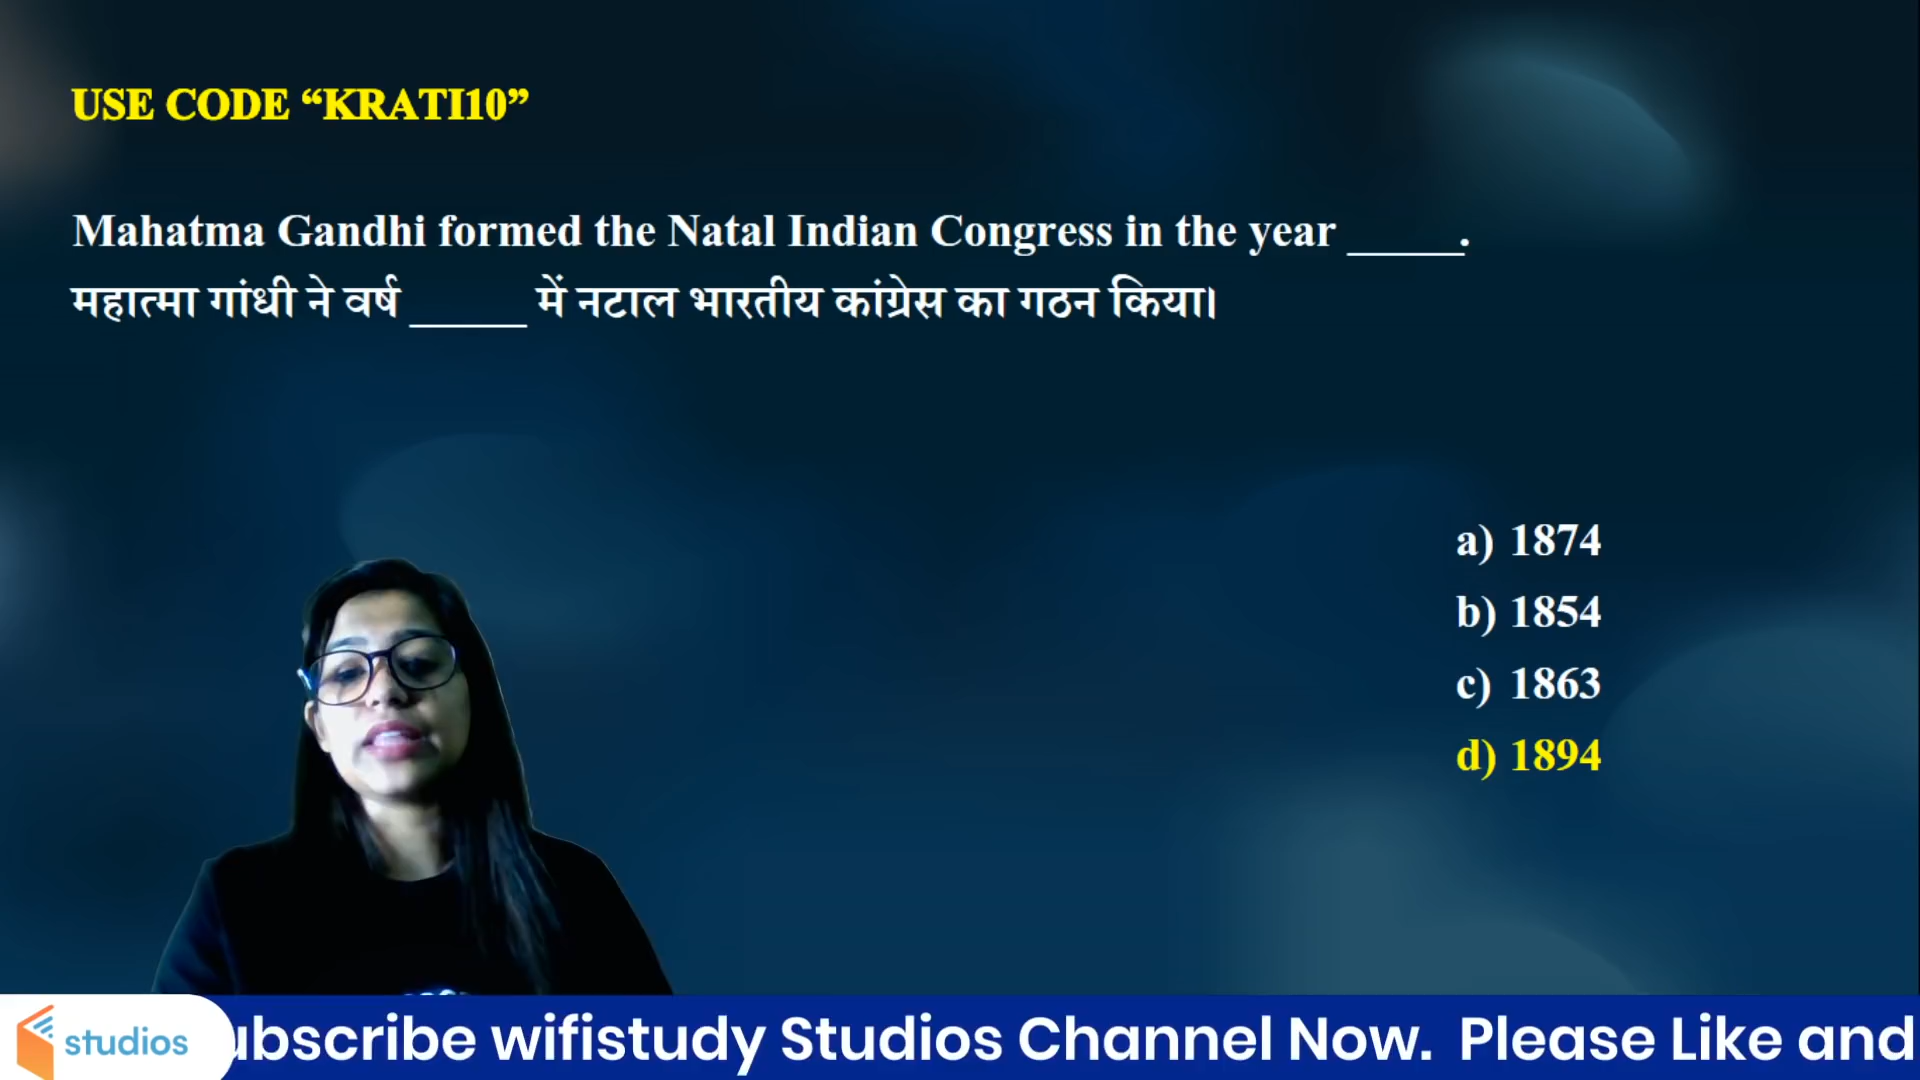 USE CODE “KRATI10”
Mahatma Gandhi formed the Natal Indian Congress in the year _____.
महात्मा गांधी ने वर्ष _____ में नटाल भारतीय कांग्रेस का गठन किया।
a) 1874
b) 1854
c) 1863
d) 1894
studios
ubscribe wifistudy Studios Channel Now. Please Like and